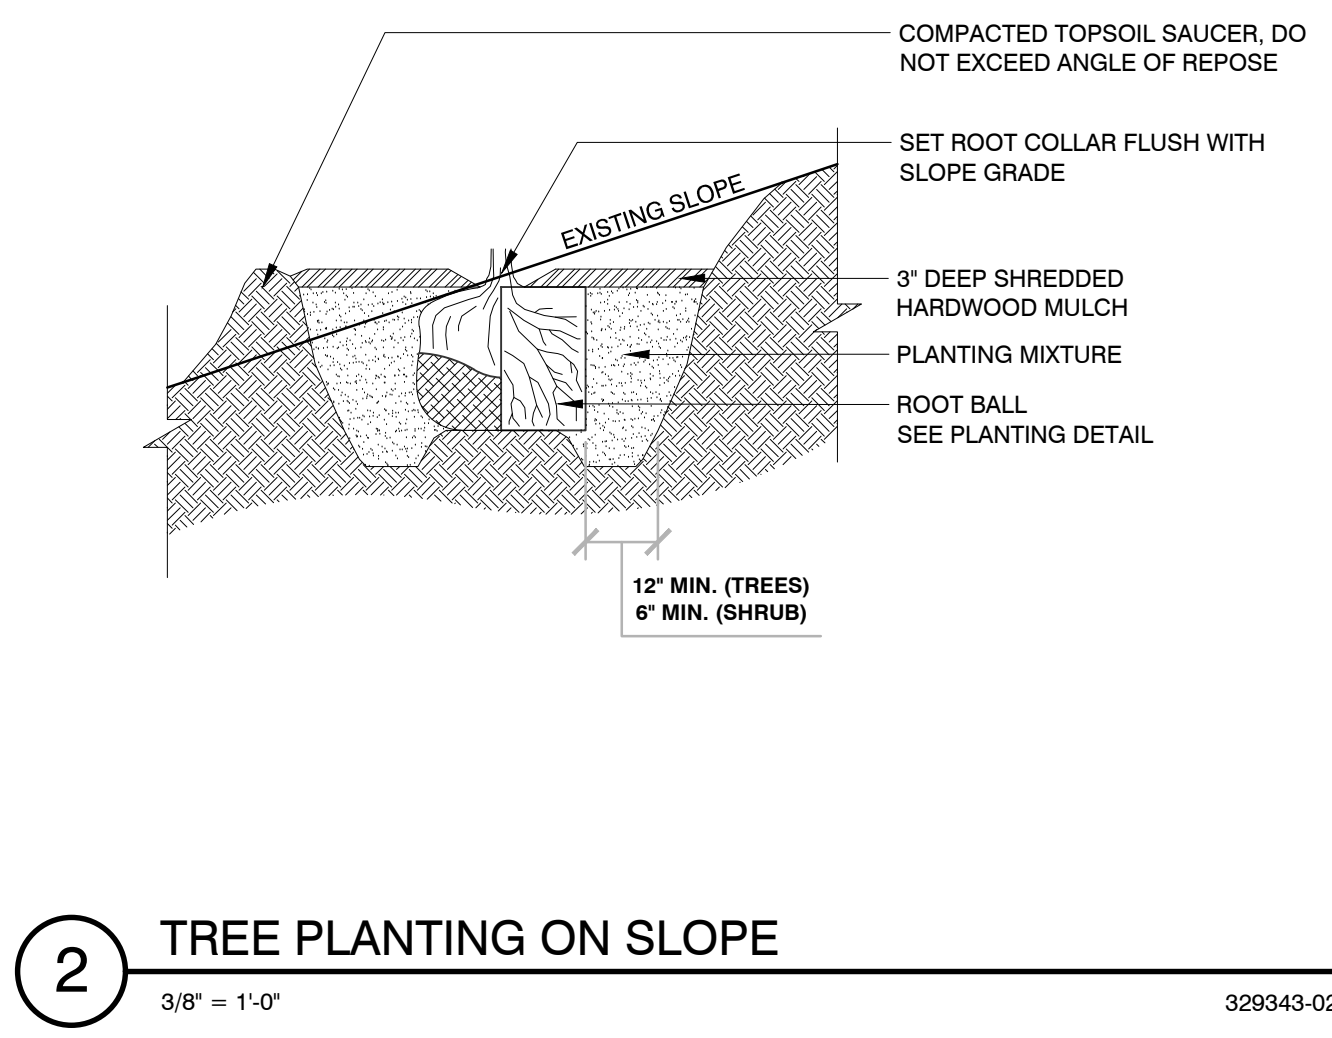 COMPACTED TOPSOIL SAUCER, DO
NOT EXCEED ANGLE OF REPOSE
SET ROOT COLLAR FLUSH WITH
SLOPE GRADE
EXISTING SLOPE
3" DEEP SHREDDED
HARDWOOD MULCH
PLANTING MIXTURE
ROOT BALL
SEE PLANTING DETAIL
12" MIN. (TREES)
6" MIN. (SHRUB)
2
TREE PLANTING ON SLOPE
3/8" = 1'-0"
329343-02